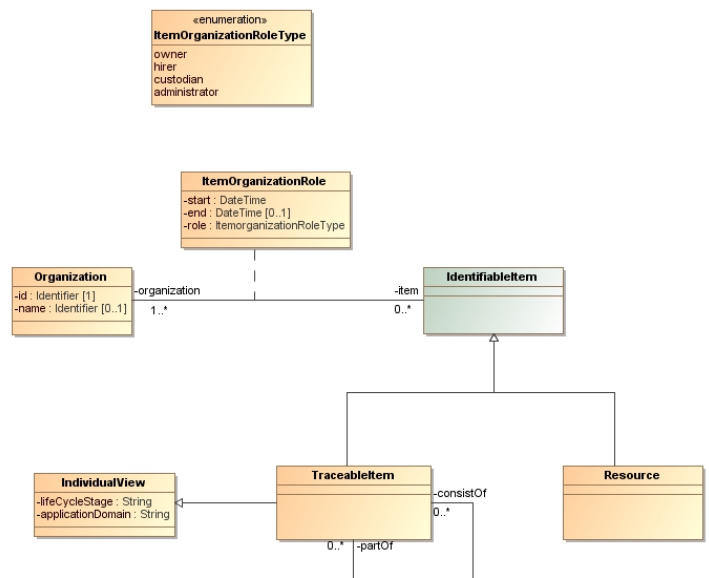 «enumeration»
ItemOrganizationRoleType
owner
hirer
custodian
administrator
ItemOrganizationRole
-start : DateTime
-end : DateTime [0..1]
-role : ItemorganizationRoleType
Organization
-id : Identifier [1]
-name : Identifier [0..1]
-organization
1..*
-item
0..*
IdentifiableItem
IndividualView
-lifeCycleStage : String
-applicationDomain : String
TraceableItem
-consistOf
0..*
0..*
-partOf
Resource